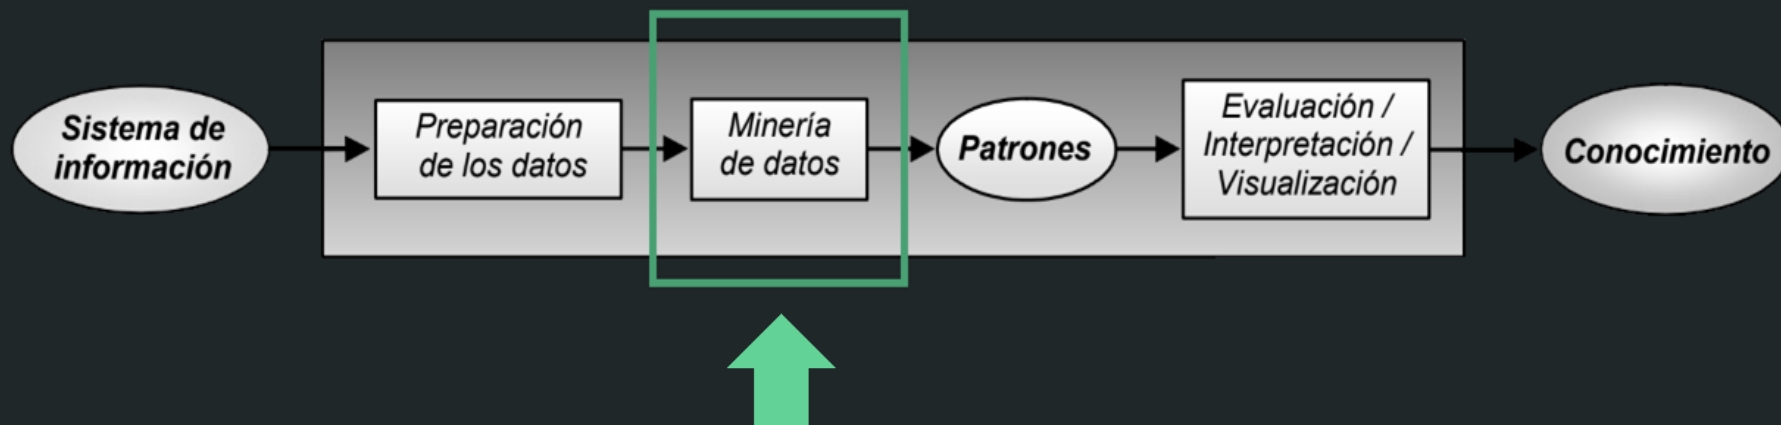 Sistema de
información
Preparación
de los datos
Minería
de datos
Patrones
Evaluación /
Interpretación /
Visualización
Conocimiento